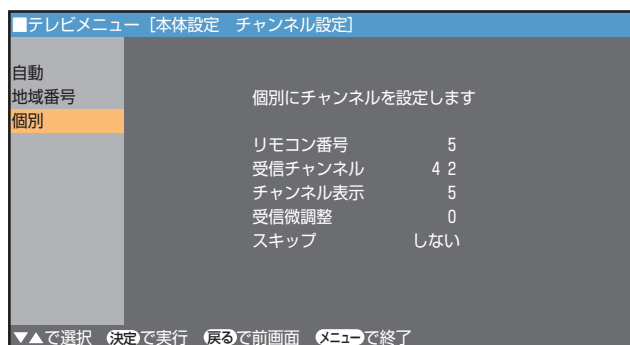 ■テレビメニュー [本体設定　チャンネル設定]
自動
地域番号
個別
個別にチャンネルを設定します
リモコン番号　5
受信チャンネル　4 2
チャンネル表示　5
受信微調整　0
スキップ　しない
▼▲で選択　決定で実行　戻るで前画面　メニューで終了